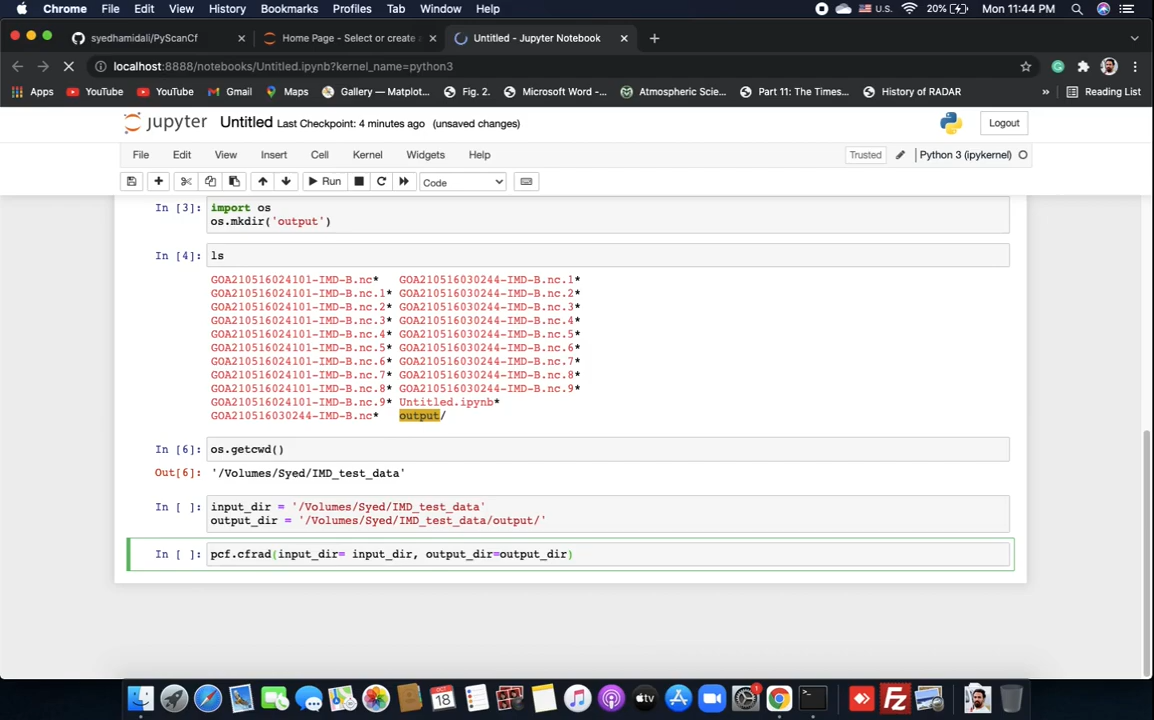 Chrome File Edit View History Bookmarks Profiles Tab Window Help U.S. 20% Mon 11:44 PM
syedhamidali/PyScanCf Home Page - Select or create a Untitled - Jupyter Notebook
localhost:8888/notebooks/Untitled.ipynb?kernel_name=python3
Apps YouTube YouTube Gmail Maps Gallery — Matplot... Fig. 2. Microsoft Word -... Atmospheric Scie... Part 11: The Times... History of RADAR » Reading List
jupyter Untitled Last Checkpoint: 4 minutes ago (unsaved changes) Logout
File Edit View Insert Cell Kernel Widgets Help Trusted Python 3 (ipykernel)
Run Code
In [3]: import os
os.mkdir('output')
In [4]: ls
GOA210516024101-IMD-B.nc* GOA210516030244-IMD-B.nc.1*
GOA210516024101-IMD-B.nc.1* GOA210516030244-IMD-B.nc.2*
GOA210516024101-IMD-B.nc.2* GOA210516030244-IMD-B.nc.3*
GOA210516024101-IMD-B.nc.3* GOA210516030244-IMD-B.nc.4*
GOA210516024101-IMD-B.nc.4* GOA210516030244-IMD-B.nc.5*
GOA210516024101-IMD-B.nc.5* GOA210516030244-IMD-B.nc.6*
GOA210516024101-IMD-B.nc.6* GOA210516030244-IMD-B.nc.7*
GOA210516024101-IMD-B.nc.7* GOA210516030244-IMD-B.nc.8*
GOA210516024101-IMD-B.nc.8* GOA210516030244-IMD-B.nc.9*
GOA210516024101-IMD-B.nc.9* Untitled.ipynb*
GOA210516030244-IMD-B.nc* output/
In [6]: os.getcwd()
Out[6]: '/Volumes/Syed/IMD_test_data'
In [ ]: input_dir = '/Volumes/Syed/IMD_test_data'
output_dir = '/Volumes/Syed/IMD_test_data/output/'
In [ ]: pcf.cfrad(input_dir= input_dir, output_dir=output_dir)